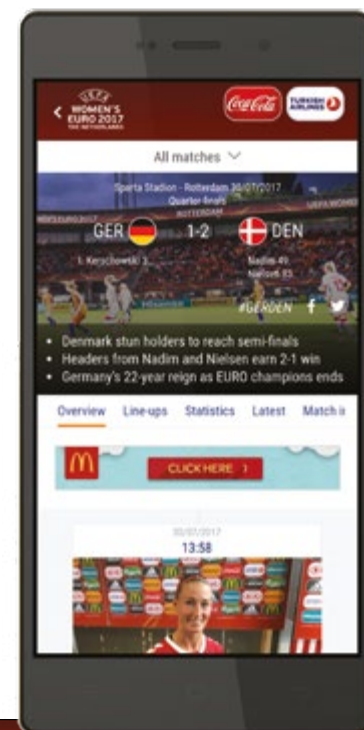 UEFA
WOMEN'S
EURO 2017
THE NETHERLANDS
Coca-Cola
TURKISH
AIRLINES
All matches
Sparta Stadion - Rotterdam 30/07/2017
Quarter-finals
ROTTERDAM
GER 1-2 DEN
Nadim 49
Nielsen 83
#GERDEN
• Denmark stun holders to reach semi-finals
• Headers from Nadim and Nielsen earn 2-1 win
• Germany's 22-year reign as EURO champions ends
Overview Line-ups Statistics Latest
CLICK HERE
30/07/2017
13:58